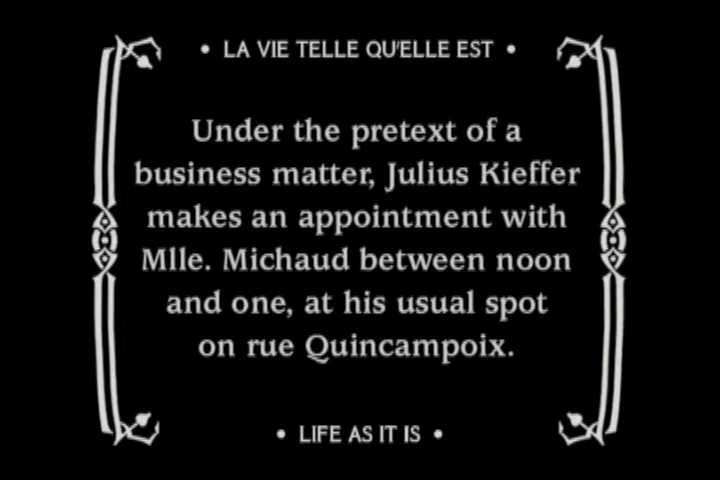 • LA VIE TELLE QU'ELLE EST •
Under the pretext of a
business matter, Julius Kieffer
makes an appointment with
Mlle. Michaud between noon
and one, at his usual spot
on rue Quincampoix.
• LIFE AS IT IS •